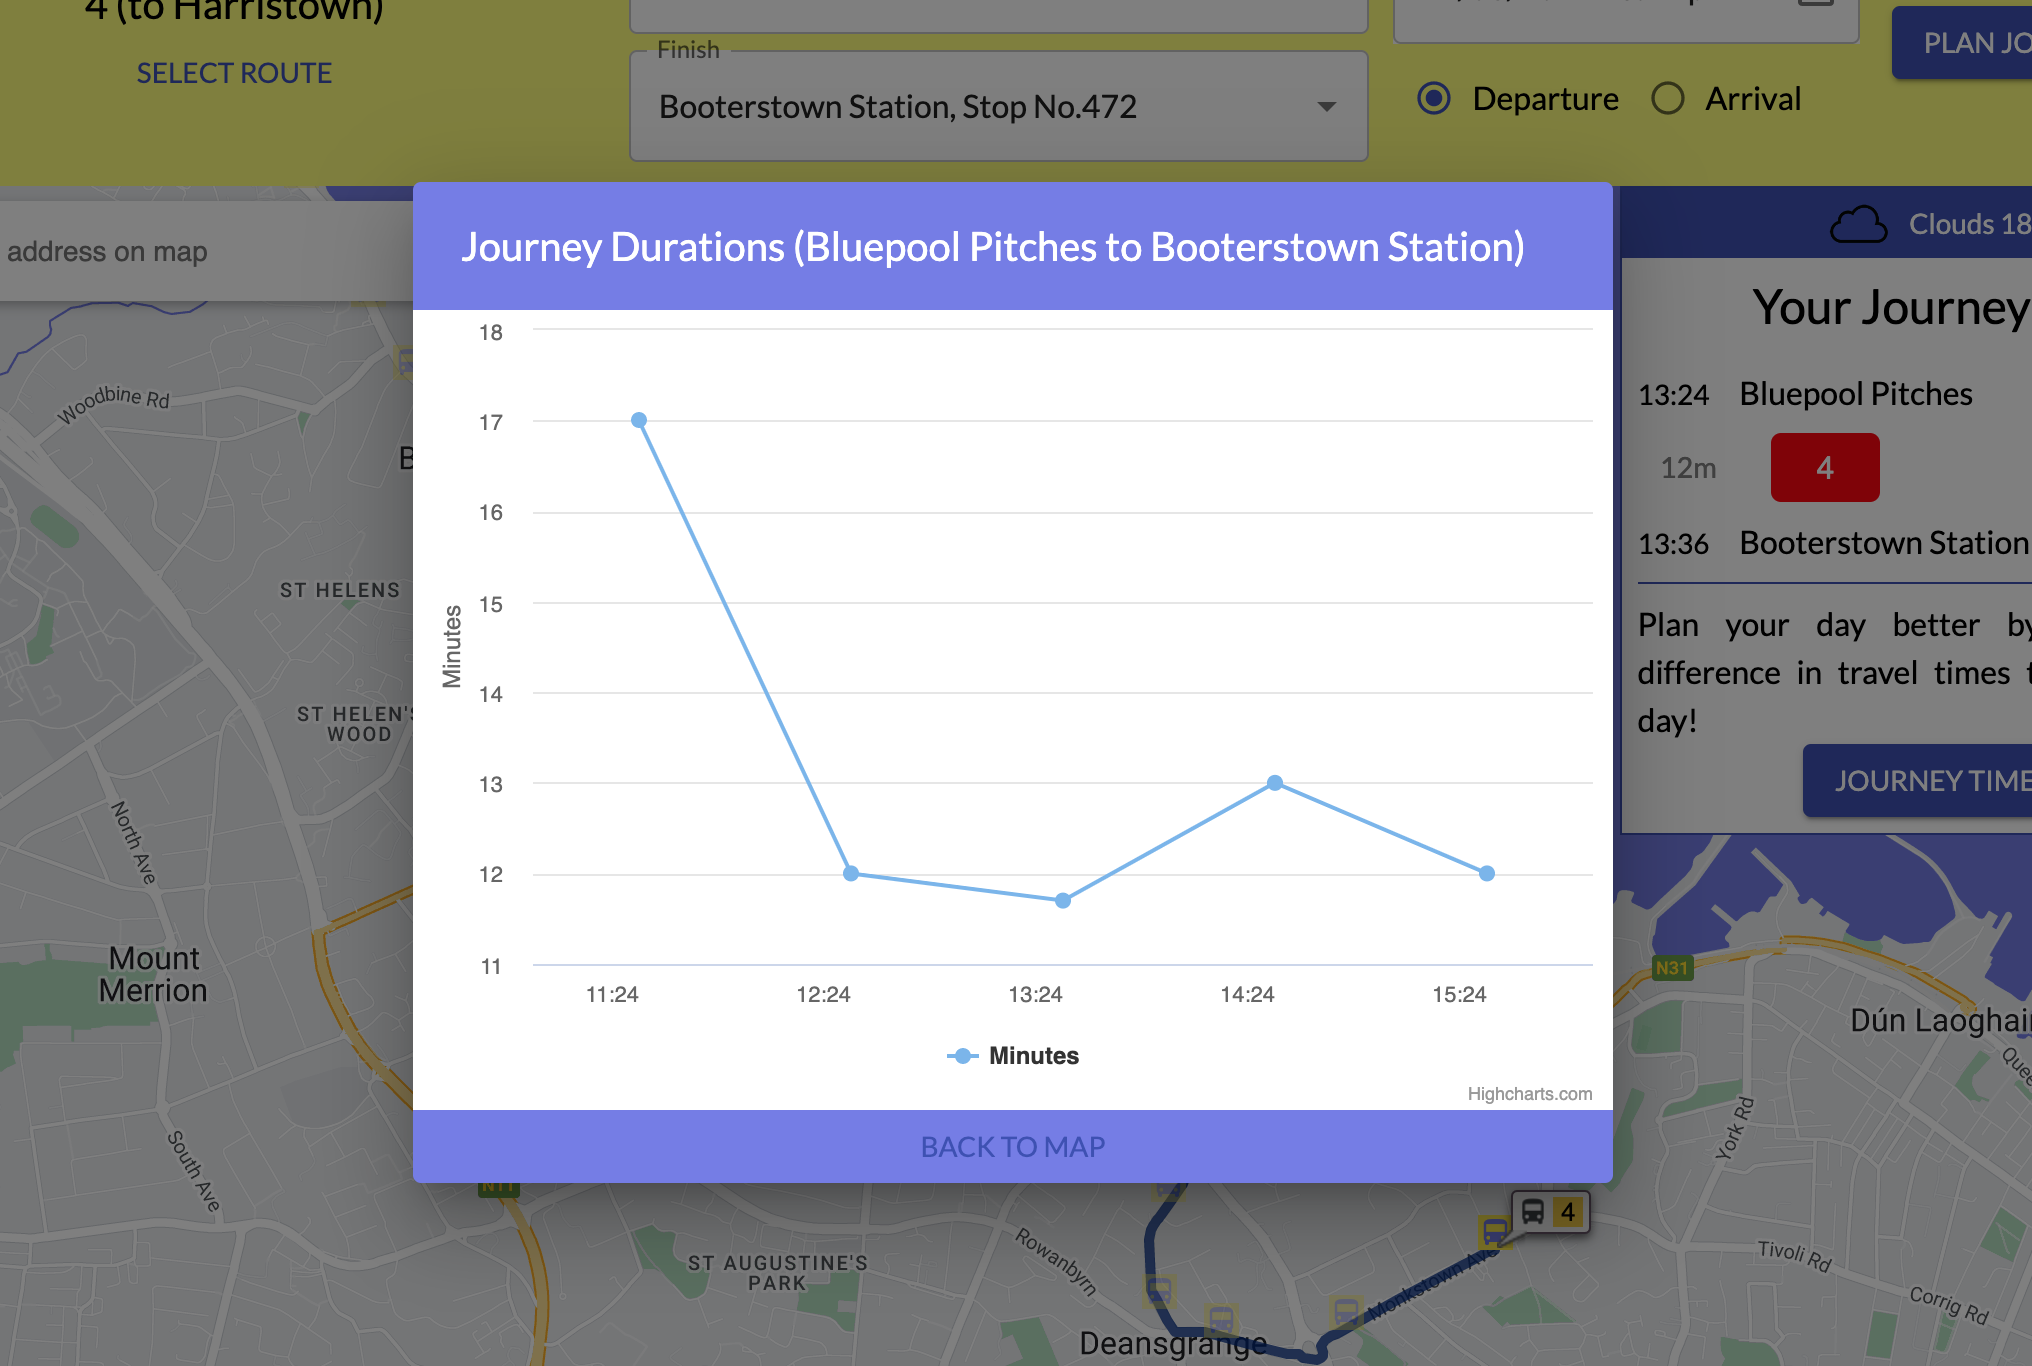 4 (to Harristown)
SELECT ROUTE
Finish
Booterstown Station, Stop No.472
Departure
Arrival
PLAN JO
address on map
Clouds 18
Journey Durations (Bluepool Pitches to Booterstown Station)
18
17
16
15
14
13
12
11
Minutes
11:24
12:24
13:24
14:24
15:24
Minutes
Highcharts.com
BACK TO MAP
Your Journey
13:24 Bluepool Pitches
12m 4
13:36 Booterstown Station
Plan your day better by
difference in travel times t
day!
JOURNEY TIME
Woodbine Rd
B
ST HELENS
ST HELEN'S
WOOD
North Ave
Mount
Merrion
South Ave
N11
ST AUGUSTINE'S
PARK
Rowanbyrn
Deansgrange
Monkstown Ave
4
N31
Dún Laoghair
Quee
York Rd
Tivoli Rd
Corrig Rd